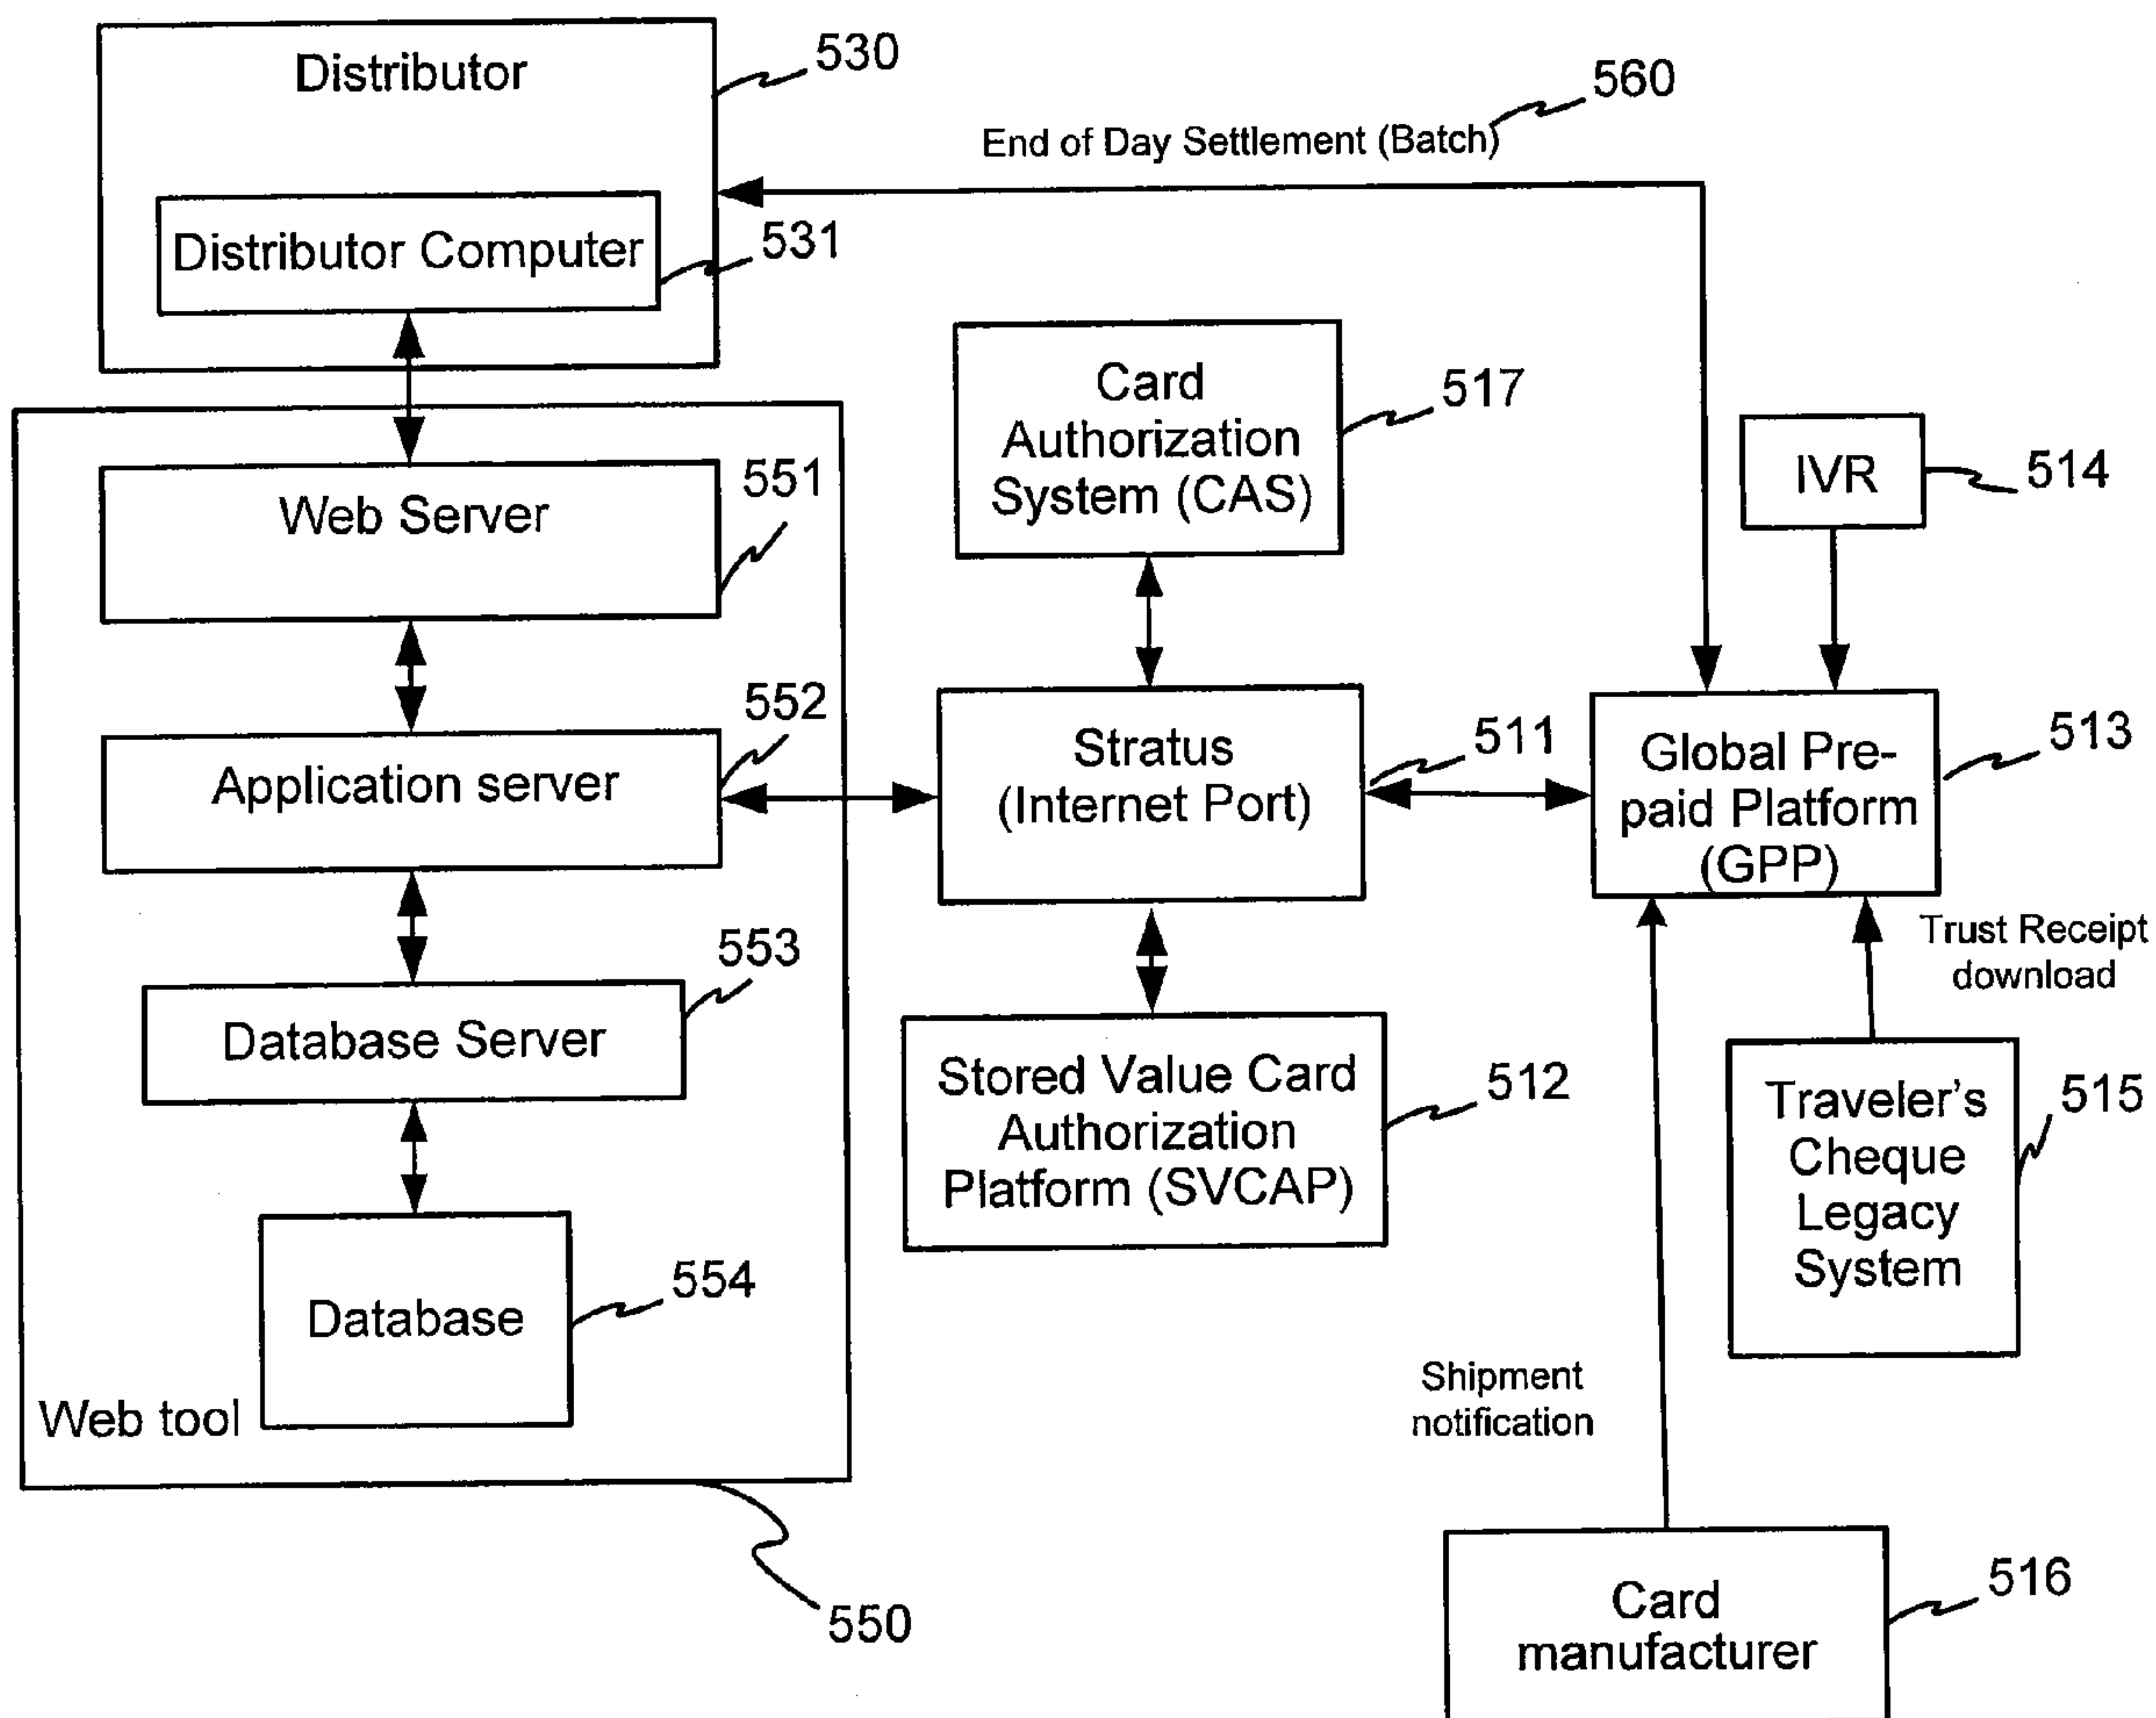 Distributor
530
560
End of Day Settlement (Batch)
Distributor Computer
531
Card
Authorization
System (CAS)
517
IVR
514
Web Server
551
552
Application server
Stratus
(Internet Port)
511
Global Pre-
paid Platform
(GPP)
513
Trust Receipt
download
553
Database Server
Stored Value Card
Authorization
Platform (SVCAP)
512
Traveler's
Cheque
Legacy
System
515
Database
554
Web tool
Shipment
notification
550
Card
manufacturer
516